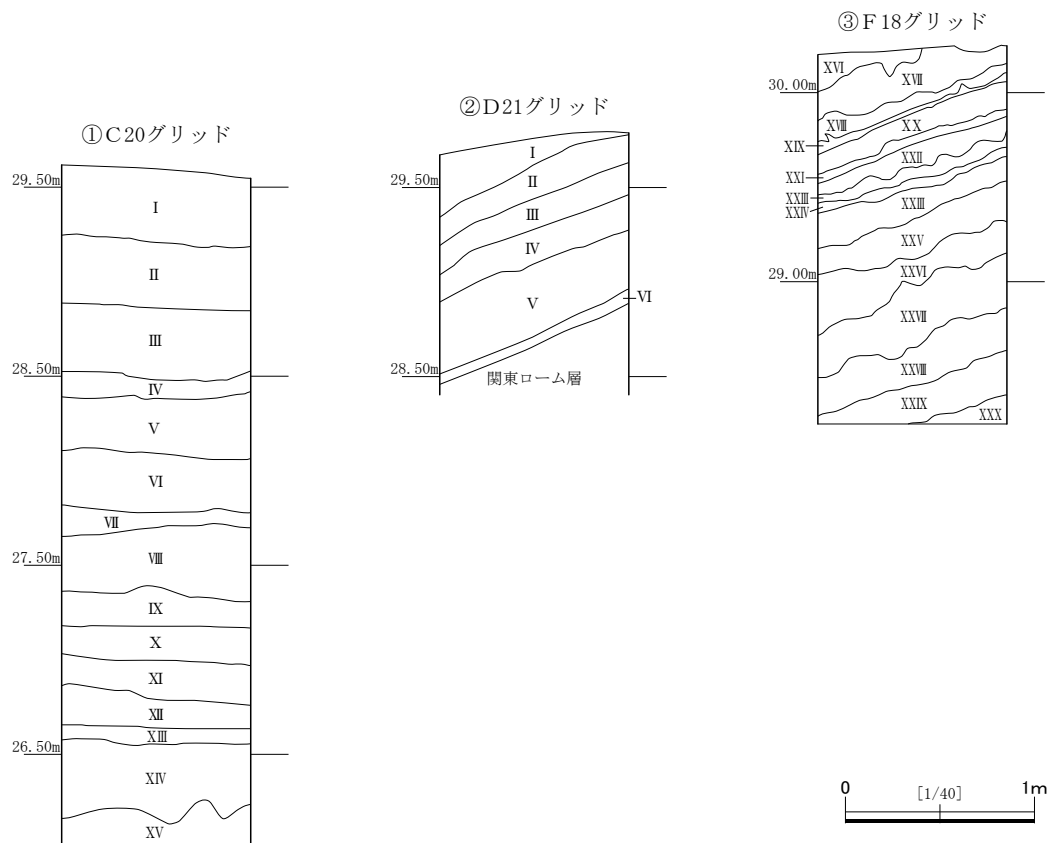 ①C20グリッド
29.50m
Ⅰ
Ⅱ
Ⅲ
28.50m
Ⅳ
Ⅴ
Ⅵ
Ⅶ
27.50m
Ⅷ
Ⅸ
Ⅹ
Ⅺ
Ⅻ
XⅢ
26.50m
XⅣ
XⅤ
②D21グリッド
29.50m
Ⅰ
Ⅱ
Ⅲ
Ⅳ
Ⅴ
Ⅵ
28.50m
関東ローム層
③F18グリッド
XⅥ
XⅦ
30.00m
XⅧ
XX
XⅨ
XXⅡ
XXⅠ
XXⅢ
XXⅣ
XXⅢ
XXⅤ
29.00m
XXⅥ
XXⅦ
XXⅧ
XXⅨ
XXX
0
[1/40]
1m